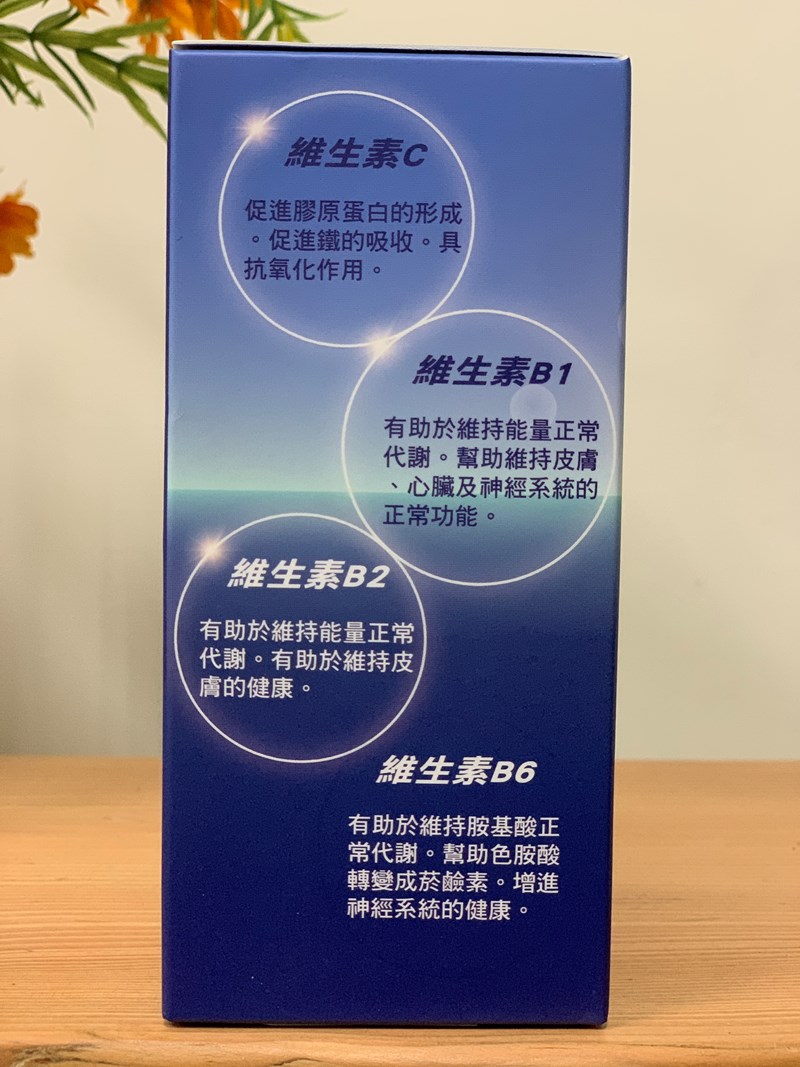 維生素C
促進膠原蛋白的形成
。促進鐵的吸收。具
抗氧化作用。
維生素B1
有助於維持能量正常
代謝。幫助維持皮膚
、心臟及神經系統的
正常功能。
維生素B2
有助於維持能量正常
代謝。有助於維持皮
膚的健康。
維生素B6
有助於維持胺基酸正
常代謝。幫助色胺酸
轉變成菸鹼素。增進
神經系統的健康。